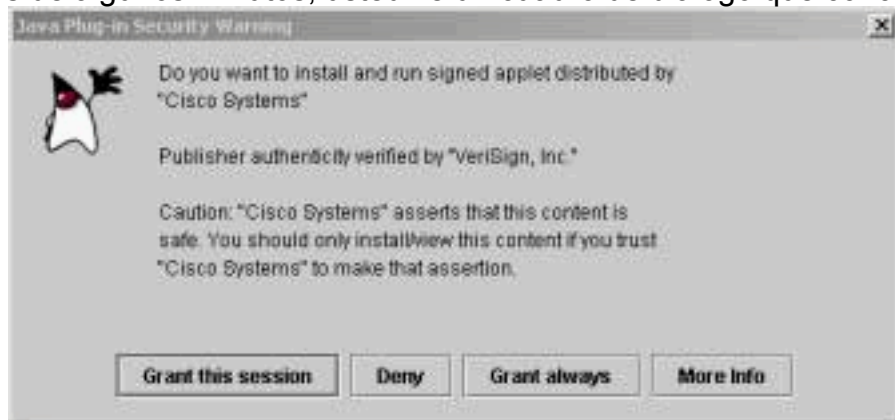 Java Plug-in Security Warning
Do you want to install and run signed applet distributed by
"Cisco Systems"
Publisher authenticity verified by "VeriSign, Inc."
Caution: "Cisco Systems" asserts that this content is
safe. You should only install/view this content if you trust
"Cisco Systems" to make that assertion.
Grant this session Deny Grant always More Info